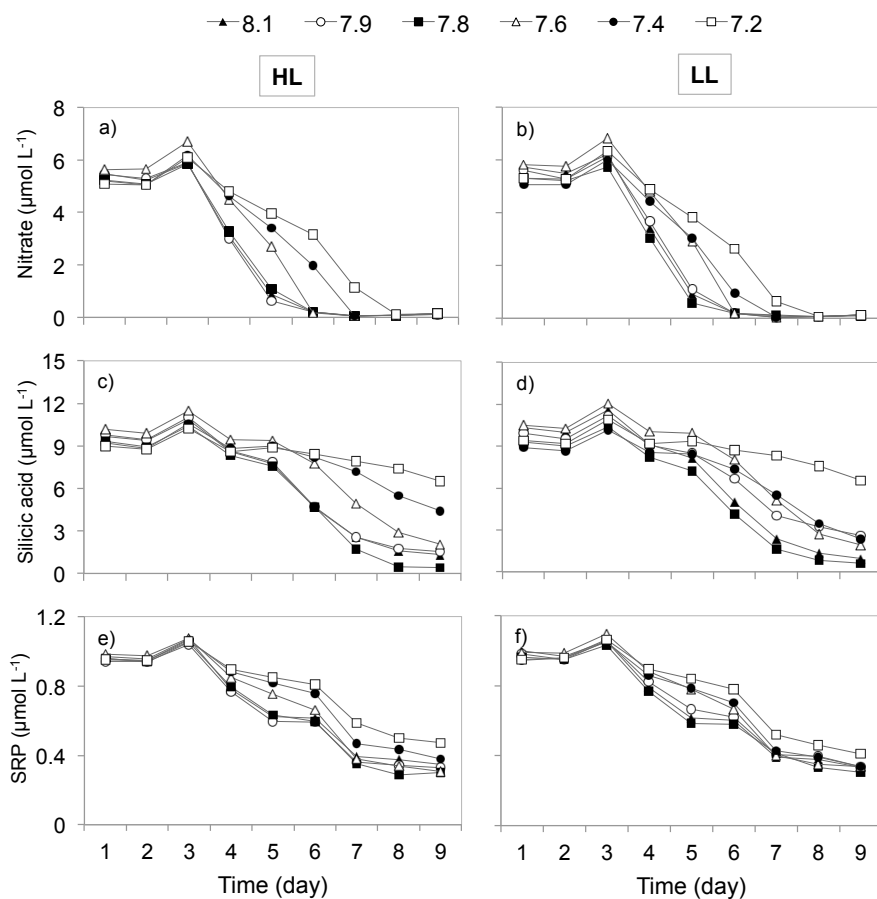 8.1 7.9 7.8 7.6 7.4 7.2
HL LL
a) b)
Nitrate (μmol L-1)
8
6
4
2
0
c) d)
Silicic acid (μmol L-1)
15
12
9
6
3
0
e) f)
SRP (μmol L-1)
1.2
0.8
0.4
0
1 2 3 4 5 6 7 8 9 1 2 3 4 5 6 7 8 9
Time (day) Time (day)